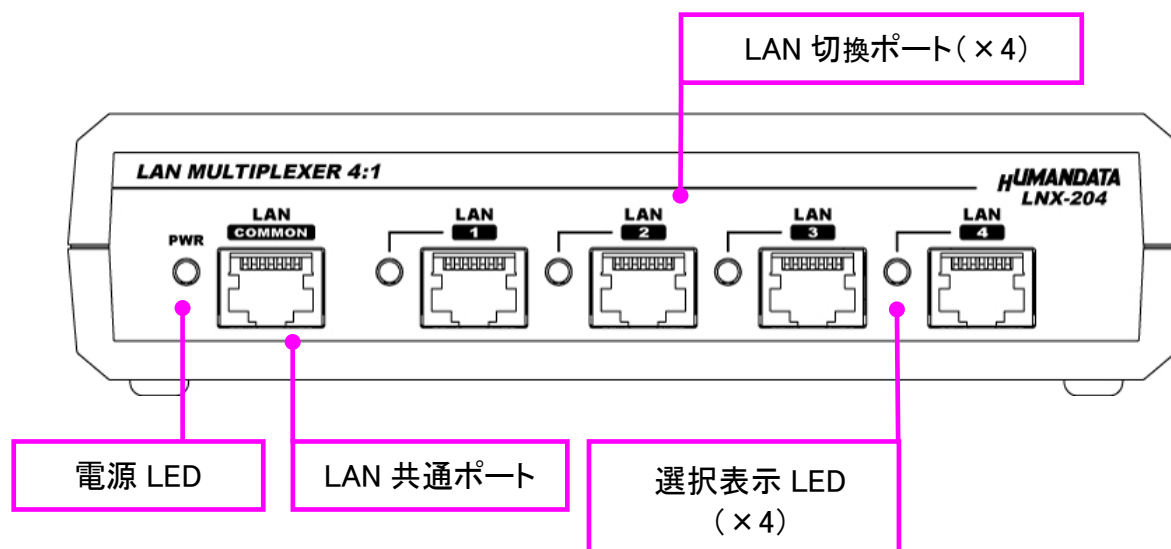 LAN 切換ポート(×4)
LAN MULTIPLEXER 4:1
HUMANDATA
LNX-204
PWR
LAN
COMMON
LAN
1
LAN
2
LAN
3
LAN
4
電源 LED
LAN 共通ポート
選択表示 LED
(×4)